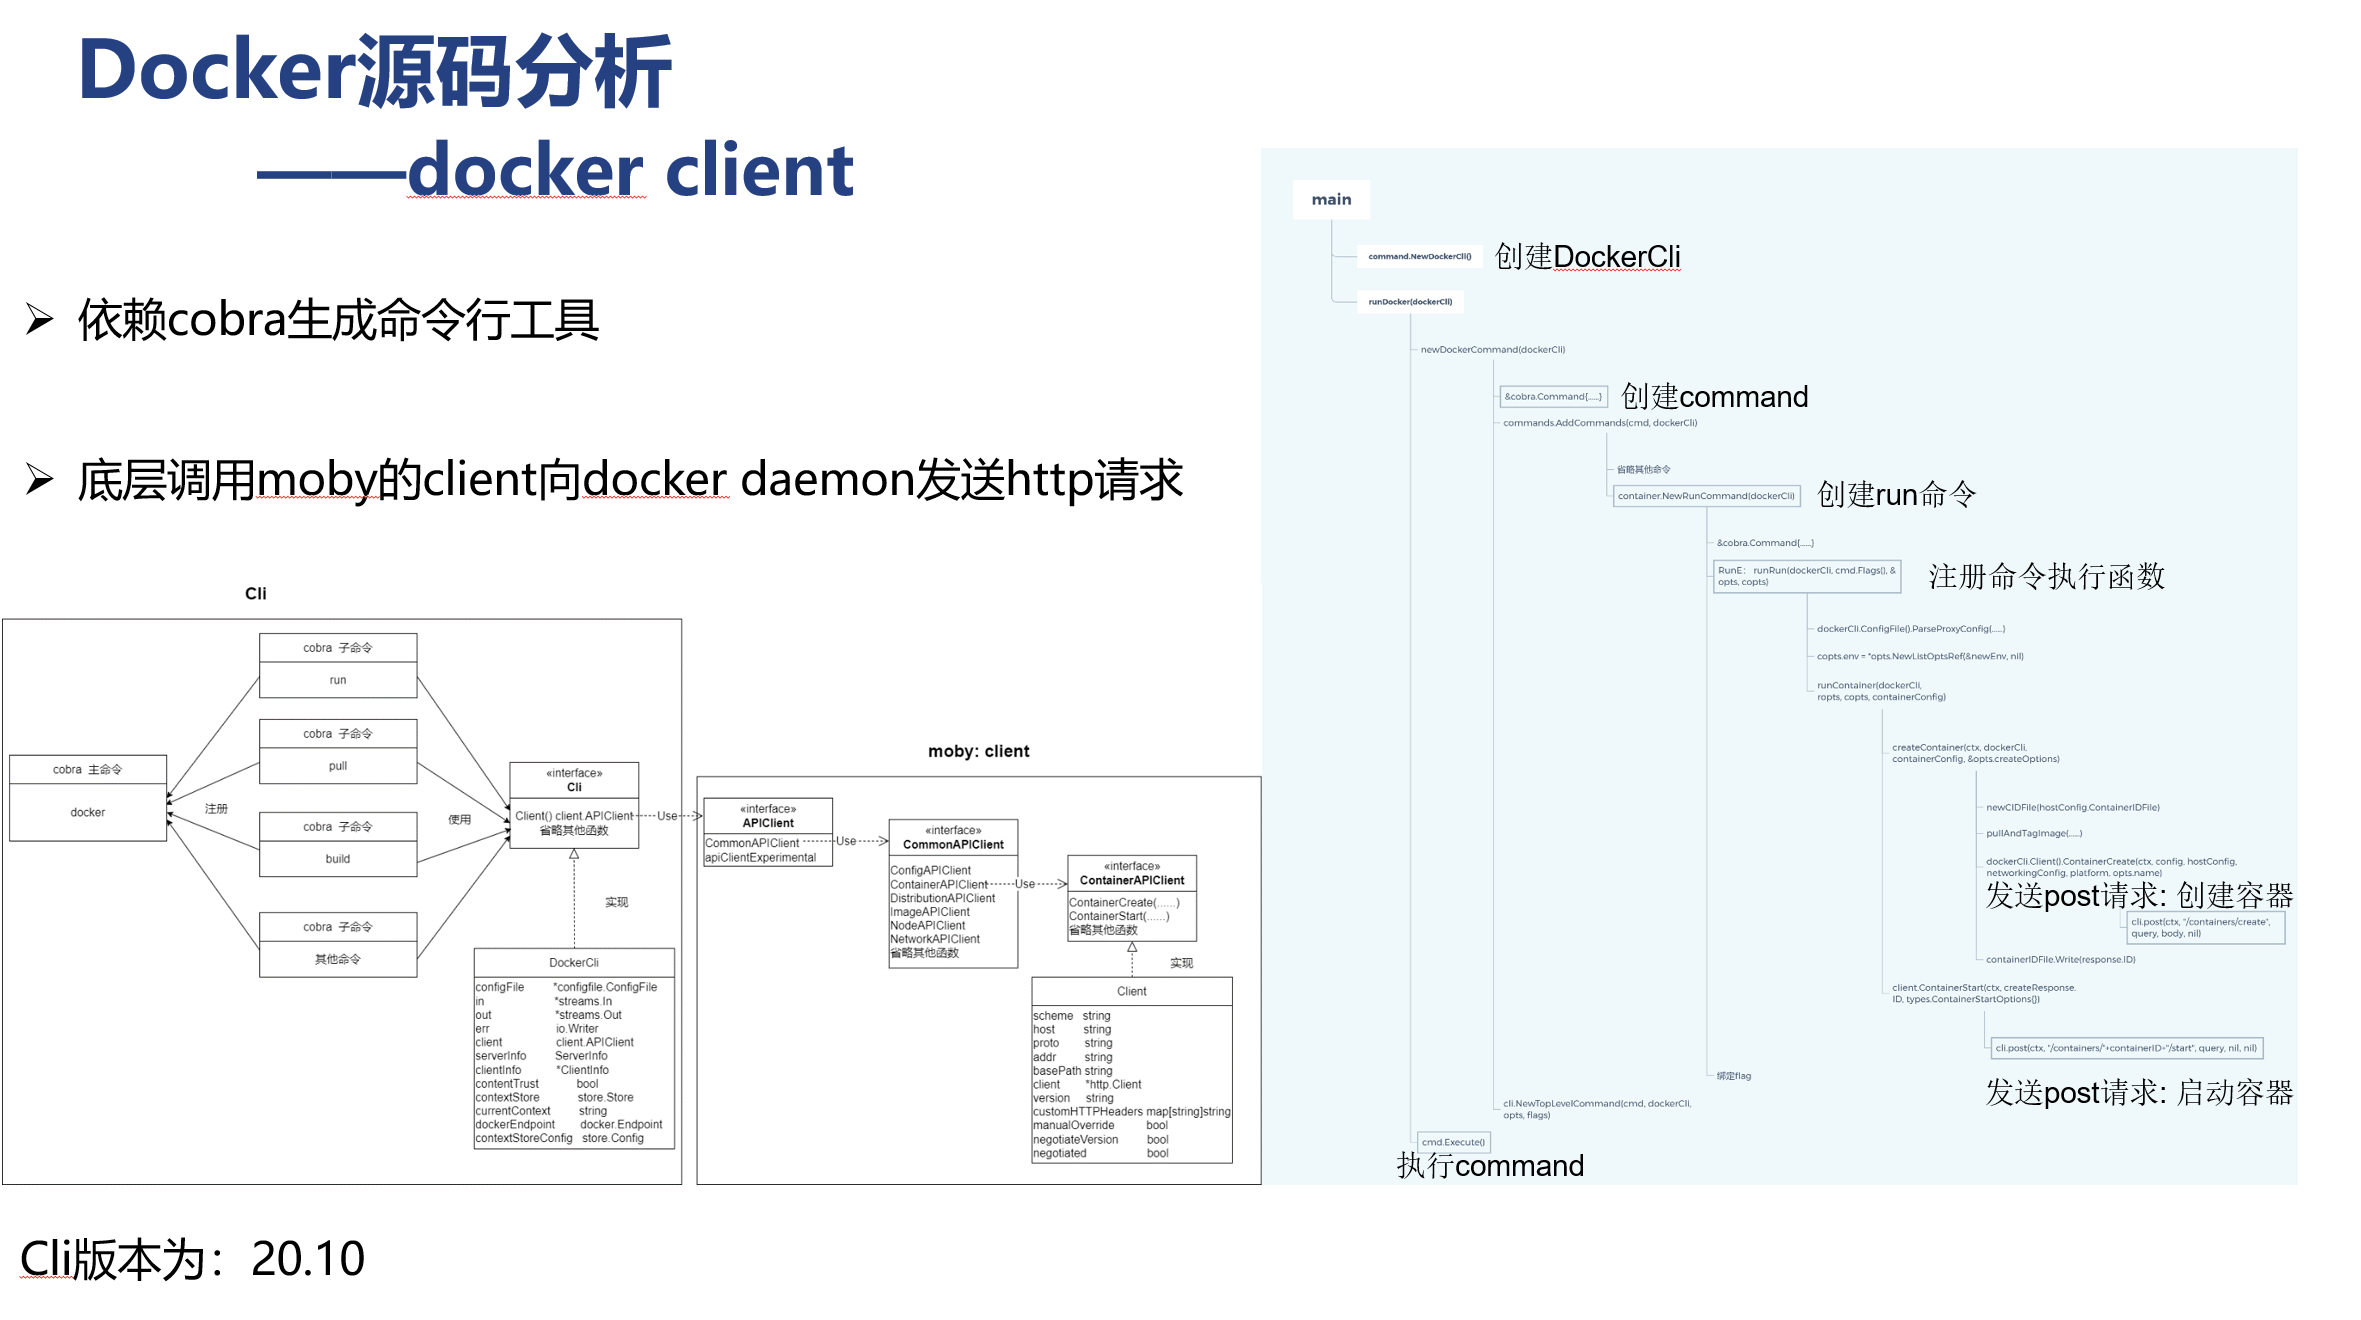 Docker源码分析
——docker client
依赖cobra生成命令行工具
底层调用moby的client向docker daemon发送http请求
Cli
cobra 子命令
run
cobra 子命令
pull
cobra 主命令
docker
注册
cobra 子命令
build
使用
cobra 子命令
其他命令
«interface»
Cli
Client() client.APIClient
省略其他函数
Use
实现
DockerCli
configFile *configfile.ConfigFile
in *streams.In
out *streams.Out
err io.Writer
client client.APIClient
serverInfo ServerInfo
clientInfo *ClientInfo
contentTrust bool
contextStore store.Store
currentContext string
dockerEndpoint docker.Endpoint
contextStoreConfig store.Config
moby: client
«interface»
APIClient
CommonAPIClient
apiClientExperimental
Use
«interface»
CommonAPIClient
ConfigAPIClient
ContainerAPIClient
DistributionAPIClient
ImageAPIClient
NodeAPIClient
NetworkAPIClient
省略其他函数
Use
«interface»
ContainerAPIClient
ContainerCreate(......)
ContainerStart(......)
省略其他函数
实现
Client
scheme string
host string
proto string
addr string
basePath string
client *http.Client
version string
customHTTPHeaders map[string]string
manualOverride bool
negotiateVersion bool
negotiated bool
main
command.NewDockerCli() 创建DockerCli
runDocker(dockerCli)
newDockerCommand(dockerCli)
&cobra.Command{......} 创建command
commands.AddCommands(cmd, dockerCli)
省略其他命令
container.NewRunCommand(dockerCli) 创建run命令
&cobra.Command{......}
RunE: runRun(dockerCli, cmd.Flags(), &
opts, copts)
注册命令执行函数
dockerCli.ConfigFile().ParseProxyConfig(......)
copts.env = *opts.NewListOptsRef(&newEnv, nil)
runContainer(dockerCli,
ropts, copts, containerConfig)
createContainer(ctx, dockerCli,
containerConfig, &opts.createOptions)
newCIDFile(hostConfig.ContainerIDFile)
pullAndTagImage(......)
dockerCli.Client().ContainerCreate(ctx, config, hostConfig,
networkingConfig, platform, opts.name)
发送post请求: 创建容器
cli.post(ctx, "/containers/create",
query, body, nil)
containerIDFile.Write(response.ID)
client.ContainerStart(ctx, createResponse.
ID, types.ContainerStartOptions{})
cli.post(ctx, "/containers/"+containerID+"/start", query, nil, nil)
绑定flag
发送post请求: 启动容器
cli.NewTopLevelCommand(cmd, dockerCli,
opts, flags)
cmd.Execute()
执行command
Cli版本为：20.10